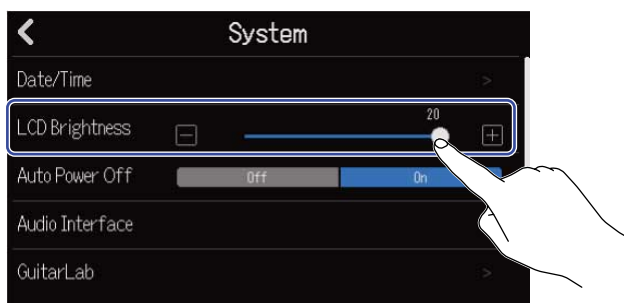 System
Date/Time
LCD Brightness
20
Auto Power Off Off On
Audio Interface
GuitarLab